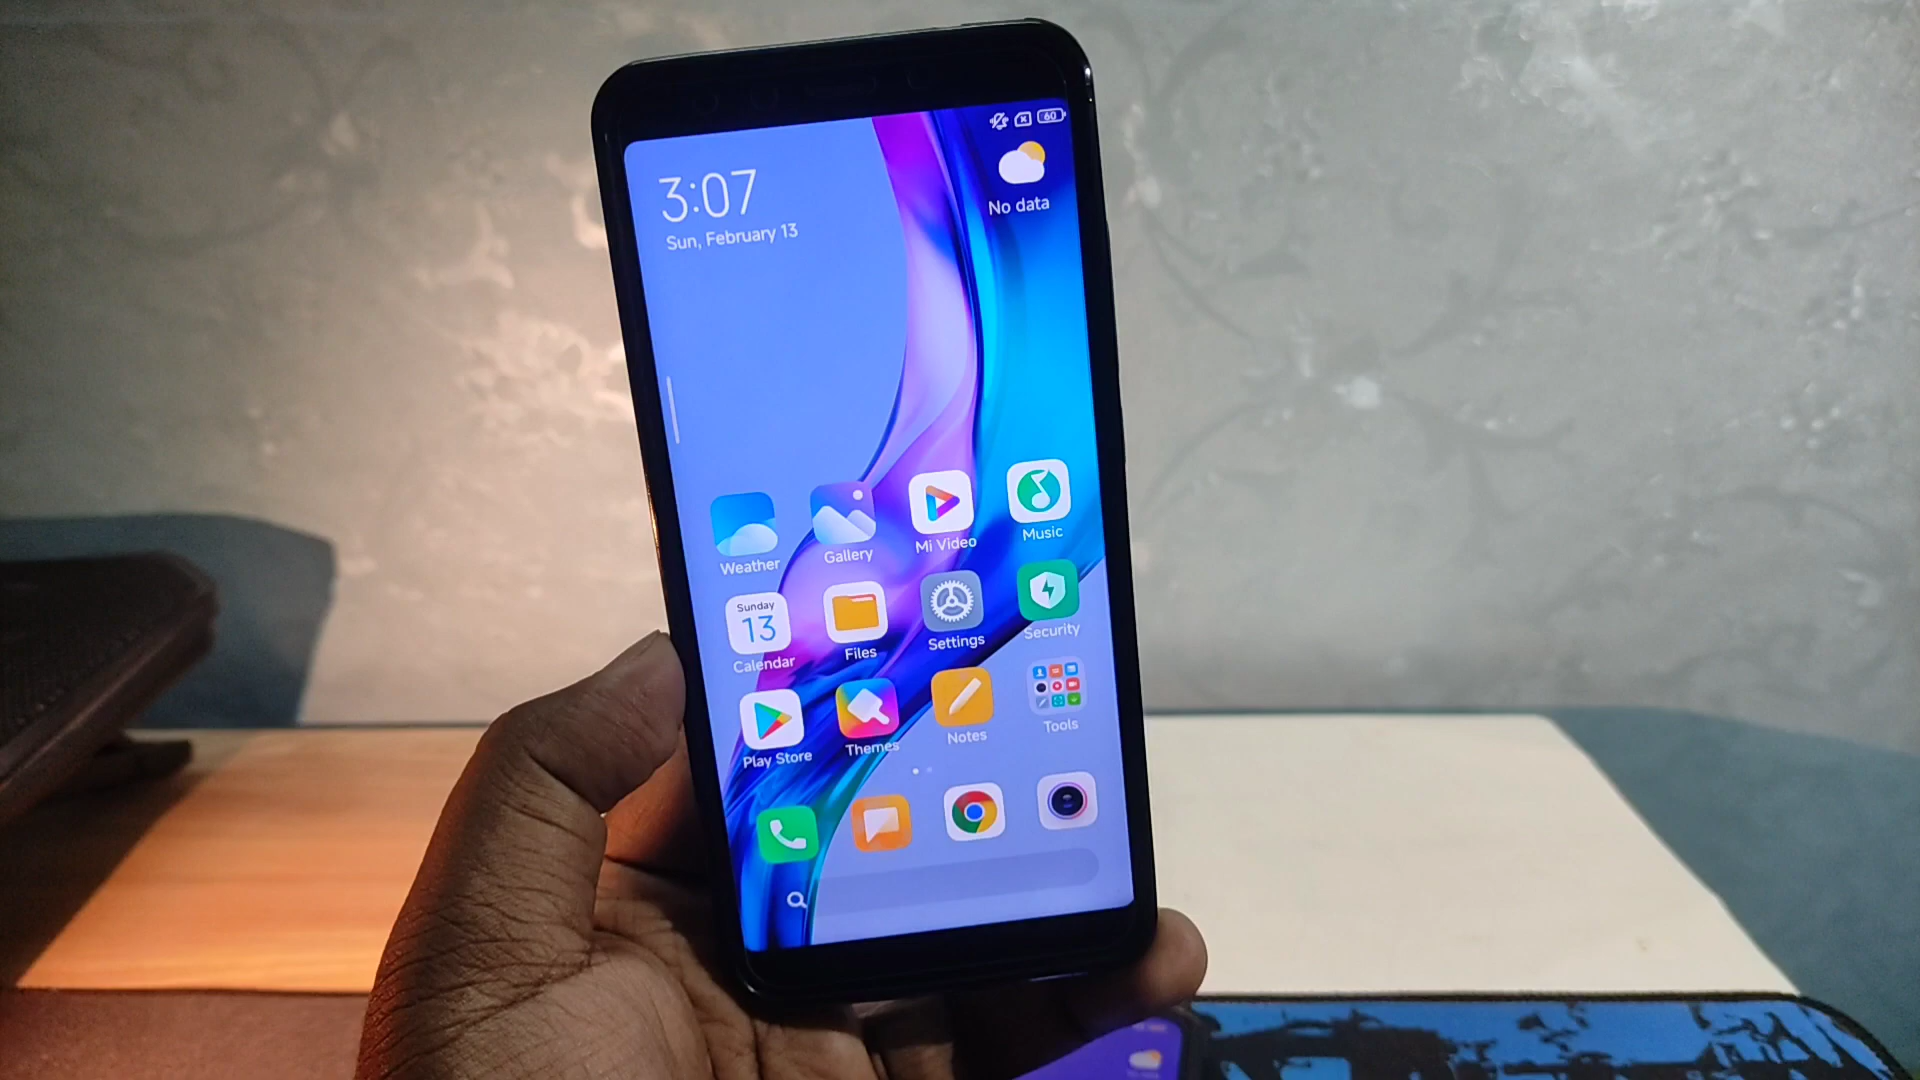 60
3:07
Sun, February 13
No data
Weather
Gallery
Mi Video
Music
Sunday
13
Calendar
Files
Settings
Security
Play Store
Themes
Notes
Tools